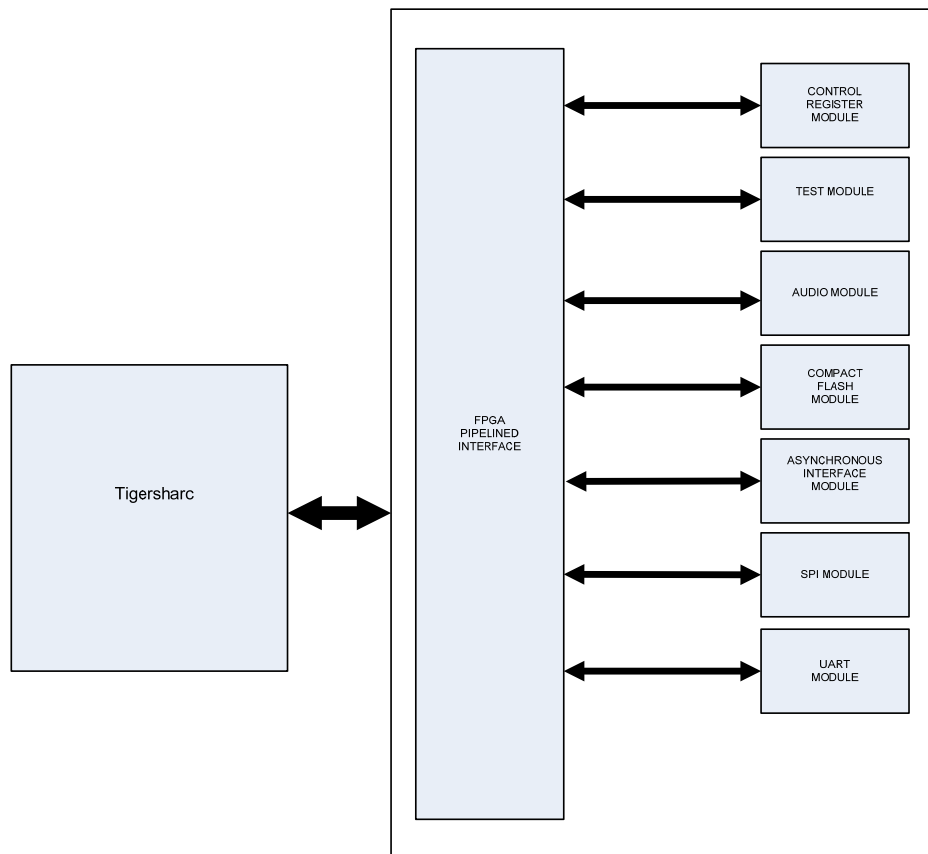 Tigersharc
FPGA
PIPELINED
INTERFACE
CONTROL
REGISTER
MODULE
TEST MODULE
AUDIO MODULE
COMPACT
FLASH
MODULE
ASYNCHRONOUS
INTERFACE
MODULE
SPI MODULE
UART
MODULE